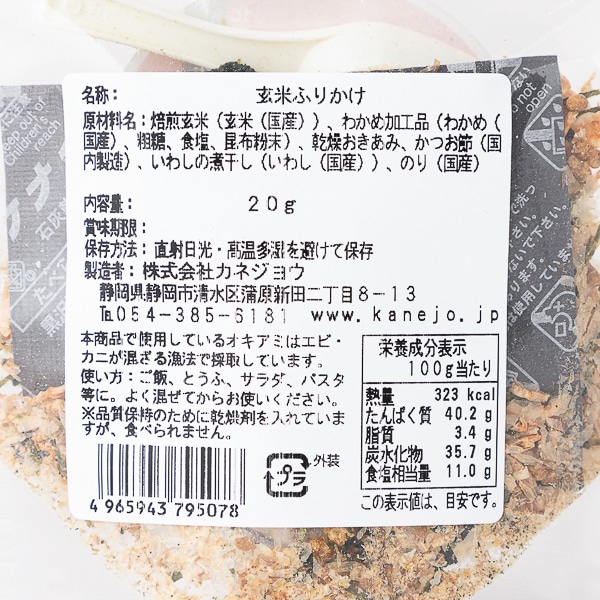 名称： 玄米ふりかけ
原材料名：焙煎玄米（玄米（国産））、わかめ加工品（わかめ（
国産）、粗糖、食塩、昆布粉末）、乾燥おきあみ、かつお節（国
内製造）、いわしの煮干し（いわし（国産））、のり（国産）
内容量： 20g
賞味期限：
保存方法：直射日光・高温多湿を避けて保存
製造者：株式会社カネジョウ
静岡県静岡市清水区蒲原新田二丁目8-13
℡054-385-6181 www.kanejo.jp
本商品で使用しているオキアミはエビ・
カニが混ざる漁法で採取しています。
使い方：ご飯、とうふ、サラダ、パスタ
等に。よく混ぜてからお使いください。
※品質保持のために乾燥剤を入れていま
すが、食べられません。
栄養成分表示
100g当たり
熱量 323 kcal
たんぱく質 40.2 g
脂質 3.4 g
炭水化物 35.7 g
食塩相当量 11.0 g
この表示値は、目安です。
プラ 外装
4 965943 795078
Keep out of
Children's
reach
石灰
Do not
open